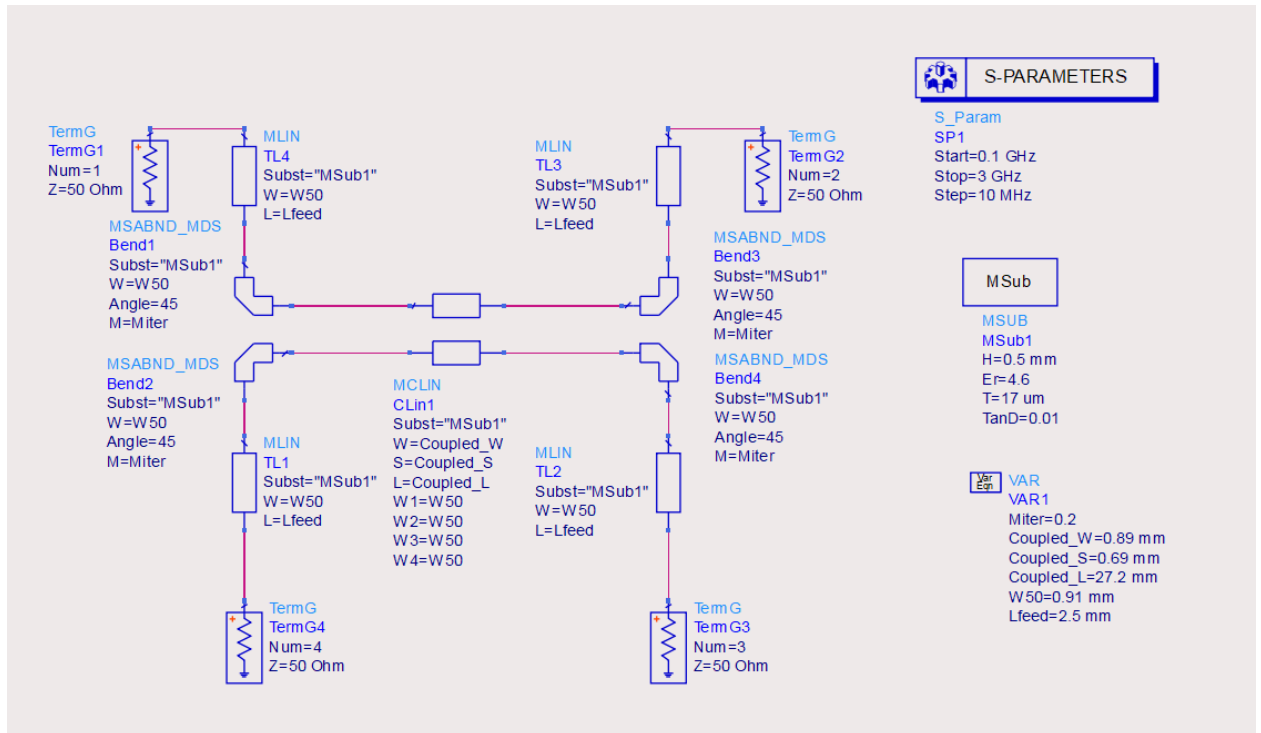 S-PARAMETERS
S_Param
SP1
Start=0.1 GHz
Stop=3 GHz
Step=10 MHz
TermG
TermG1
Num=1
Z=50 Ohm
MLIN
TL4
Subst="MSub1"
W=W50
L=Lfeed
MLIN
TL3
Subst="MSub1"
W=W50
L=Lfeed
TermG
TermG2
Num=2
Z=50 Ohm
MSABND_MDS
Bend1
Subst="MSub1"
W=W50
Angle=45
M=Miter
MSABND_MDS
Bend3
Subst="MSub1"
W=W50
Angle=45
M=Miter
MSub
MSUB
MSub1
H=0.5 mm
Er=4.6
T=17 um
TanD=0.01
MSABND_MDS
Bend2
Subst="MSub1"
W=W50
Angle=45
M=Miter
MCLIN
CLin1
Subst="MSub1"
W=Coupled_W
S=Coupled_S
L=Coupled_L
W1=W50
W2=W50
W3=W50
W4=W50
MSABND_MDS
Bend4
Subst="MSub1"
W=W50
Angle=45
M=Miter
MLIN
TL1
Subst="MSub1"
W=W50
L=Lfeed
MLIN
TL2
Subst="MSub1"
W=W50
L=Lfeed
Var
Eqn
VAR
VAR1
Miter=0.2
Coupled_W=0.89 mm
Coupled_S=0.69 mm
Coupled_L=27.2 mm
W50=0.91 mm
Lfeed=2.5 mm
TermG
TermG4
Num=4
Z=50 Ohm
TermG
TermG3
Num=3
Z=50 Ohm